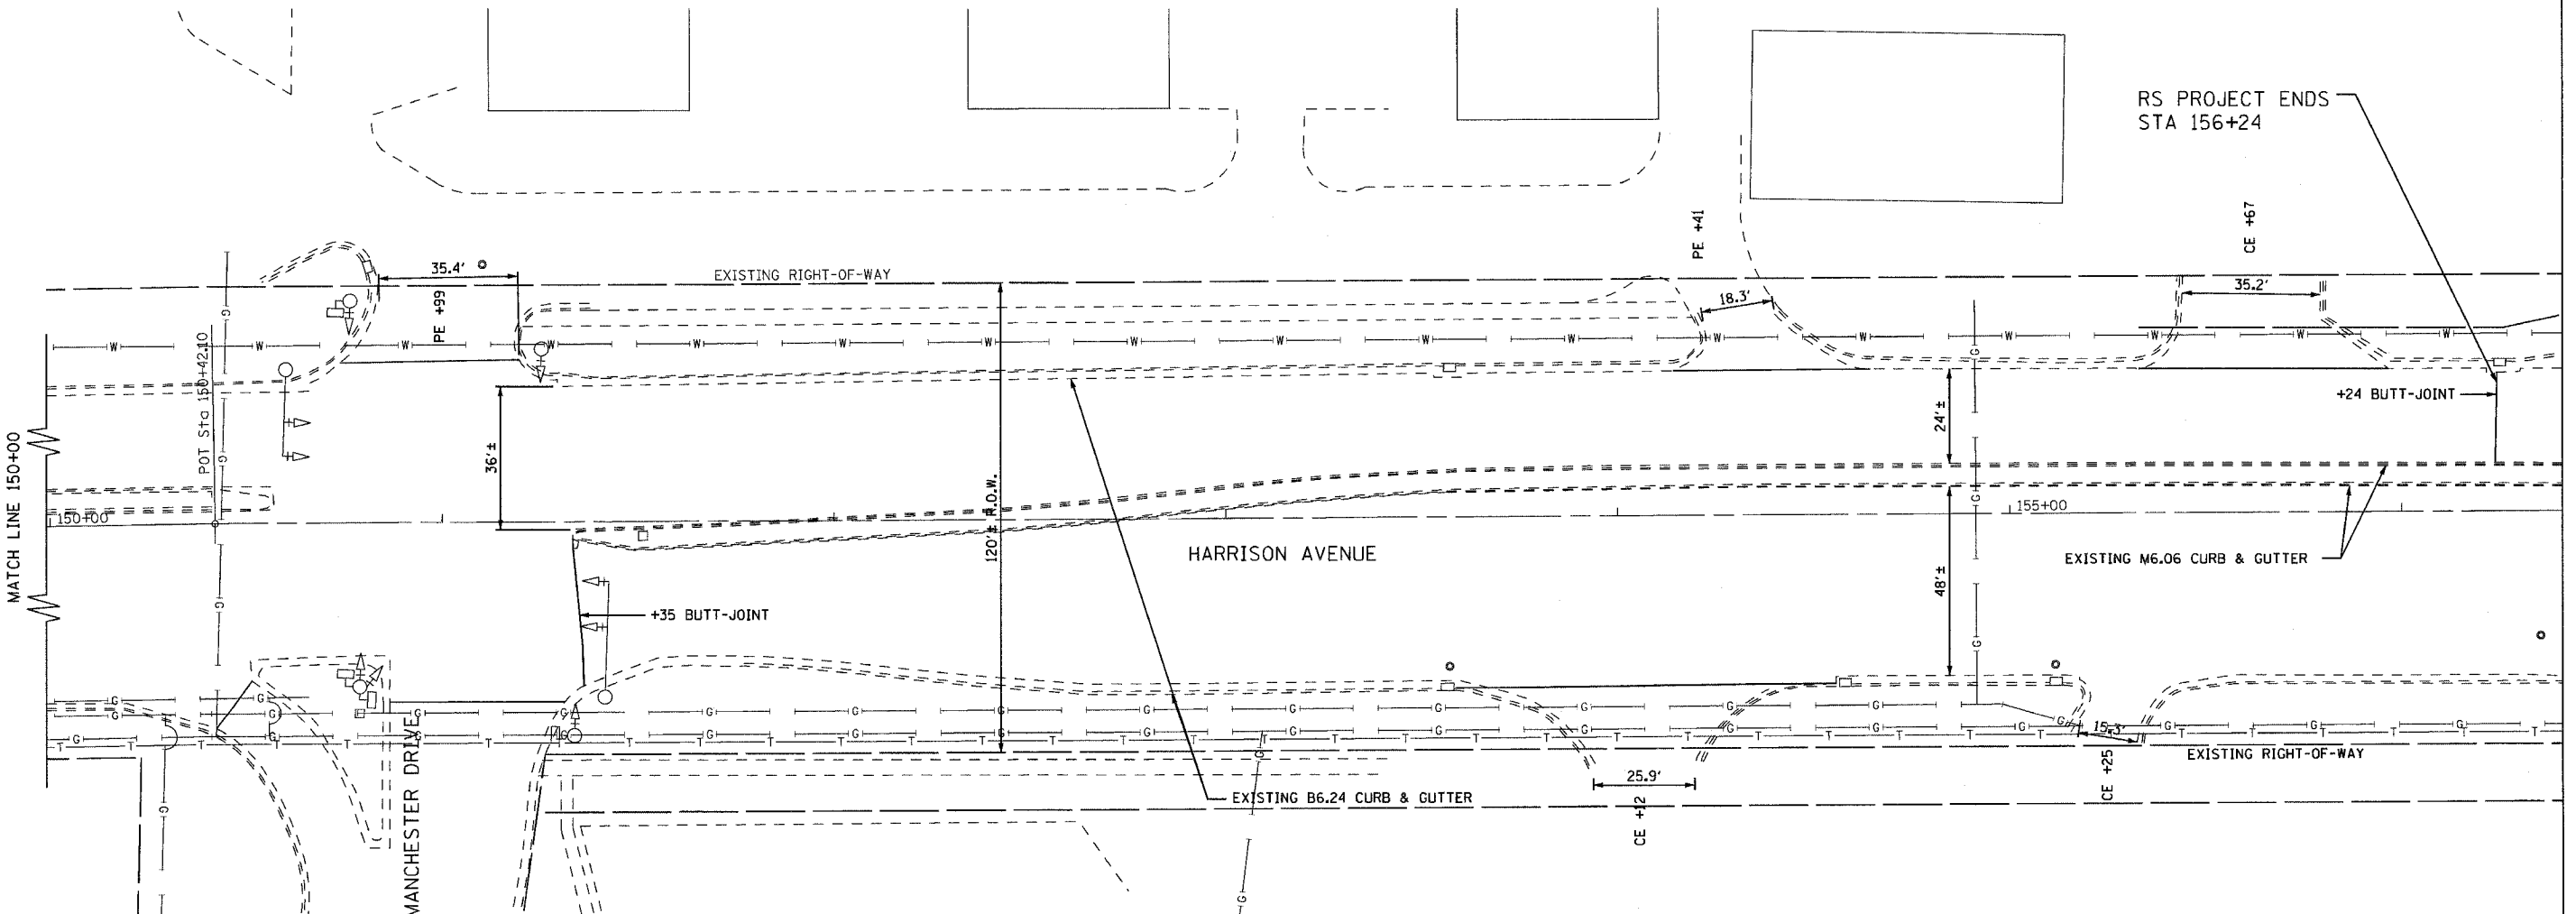 RS PROJECT ENDS
STA 156+24
CE +67
PE +41
35.4'
EXISTING RIGHT-OF-WAY
PE +99
18.3'
35.2'
W W W W W W W W W W W W W W W W W
POT Sta 150+42.10
36'±
24'±
+24 BUTT-JOINT
MATCH LINE 150+00
150+00
120'± R.O.W.
155+00
HARRISON AVENUE
EXISTING M6.06 CURB & GUTTER
48'±
+35 BUTT-JOINT
MANCHESTER DRIVE
15.3'
EXISTING RIGHT-OF-WAY
CE +25
25.9'
EXISTING B6.24 CURB & GUTTER
CE +12